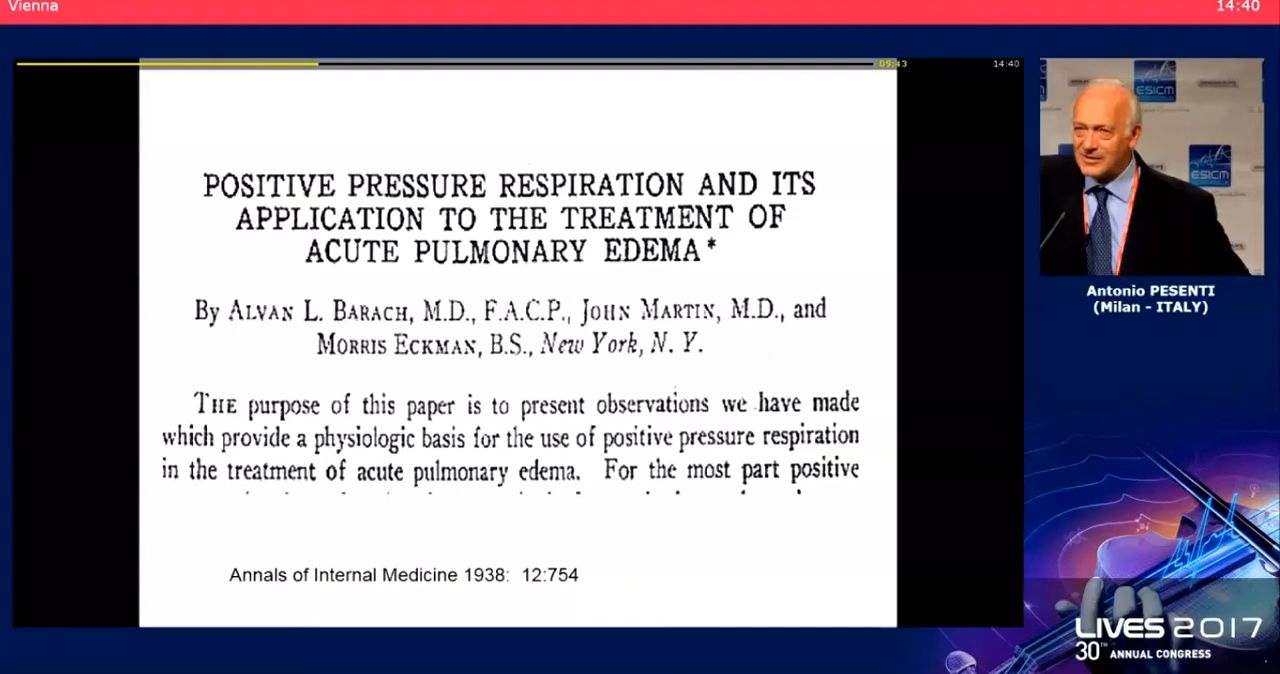 Vienna
14:40
09:43
14:40
POSITIVE PRESSURE RESPIRATION AND ITS
APPLICATION TO THE TREATMENT OF
ACUTE PULMONARY EDEMA*
By ALVAN L. BARACH, M.D., F.A.C.P., JOHN MARTIN, M.D., and
MORRIS ECKMAN, B.S., New York, N. Y.
THE purpose of this paper is to present observations we have made
which provide a physiologic basis for the use of positive pressure respiration
in the treatment of acute pulmonary edema. For the most part positive
Annals of Internal Medicine 1938: 12:754
ESICM
ESICM
Antonio PESENTI
(Milan - ITALY)
LIVES 2017
30TH ANNUAL CONGRESS